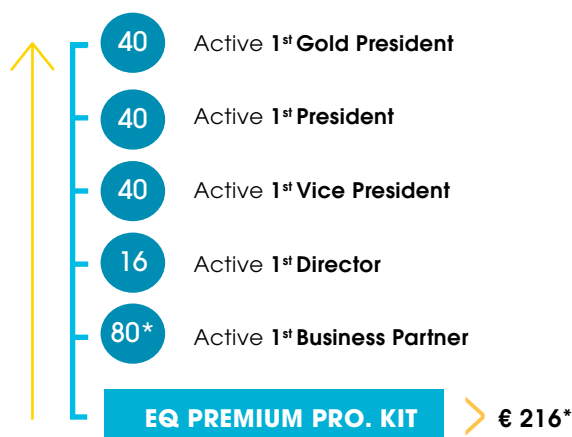 40 Active 1st Gold President
40 Active 1st President
40 Active 1st Vice President
16 Active 1st Director
80* Active 1st Business Partner
EQ PREMIUM PRO. KIT € 216*